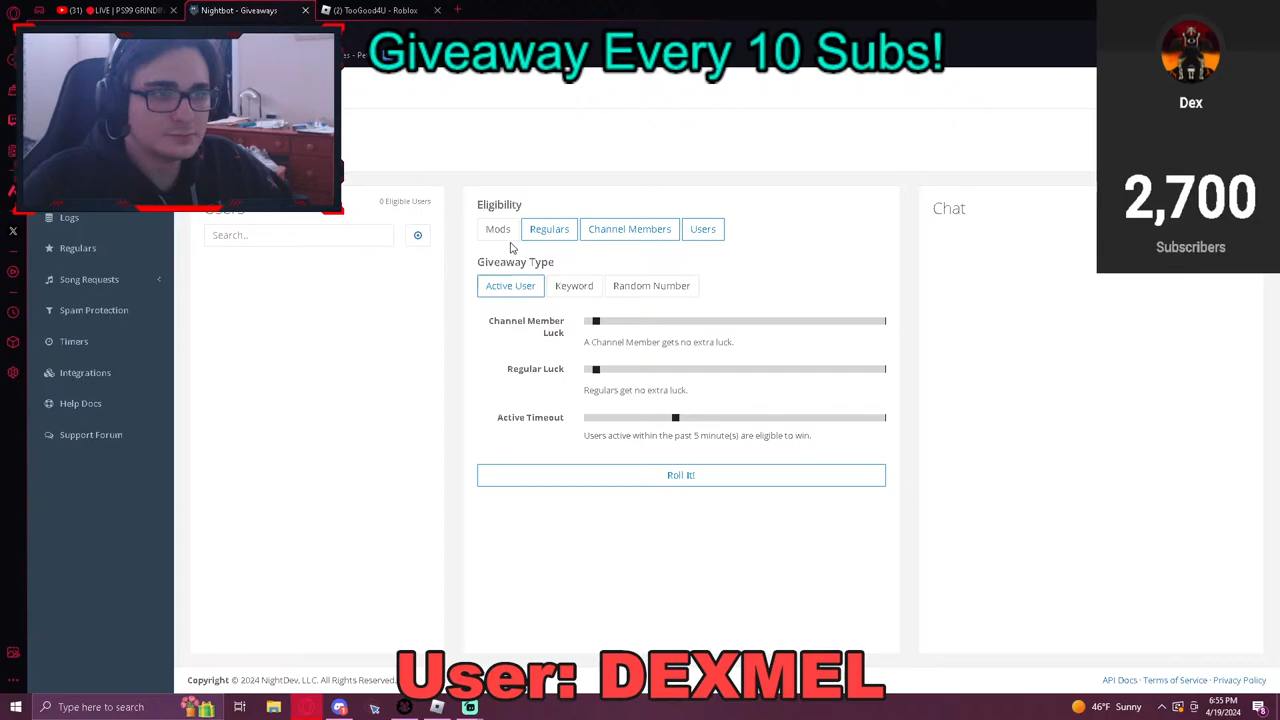 (31) 🔴LIVE | PS99 GRINDI
Nightbot - Giveaways
(2) TooGood4U - Roblox
Giveaway Every 10 Subs!
Dex
2,700
Subscribers
Logs
Regulars
Song Requests
Spam Protection
Timers
Integrations
Help Docs
Support Forum
0 Eligible Users
Search..
Eligibility
Mods
Regulars
Channel Members
Users
Giveaway Type
Active User
Keyword
Random Number
Channel Member Luck
A Channel Member gets no extra luck.
Regular Luck
Regulars get no extra luck.
Active Timeout
Users active within the past 5 minute(s) are eligible to win.
Roll It!
Chat
Copyright © 2024 NightDev, LLC. All Rights Reserved.
User: DEXMEL
API Docs · Terms of Service · Privacy Policy
Type here to search
46°F Sunny
6:55 PM
4/19/2024
8